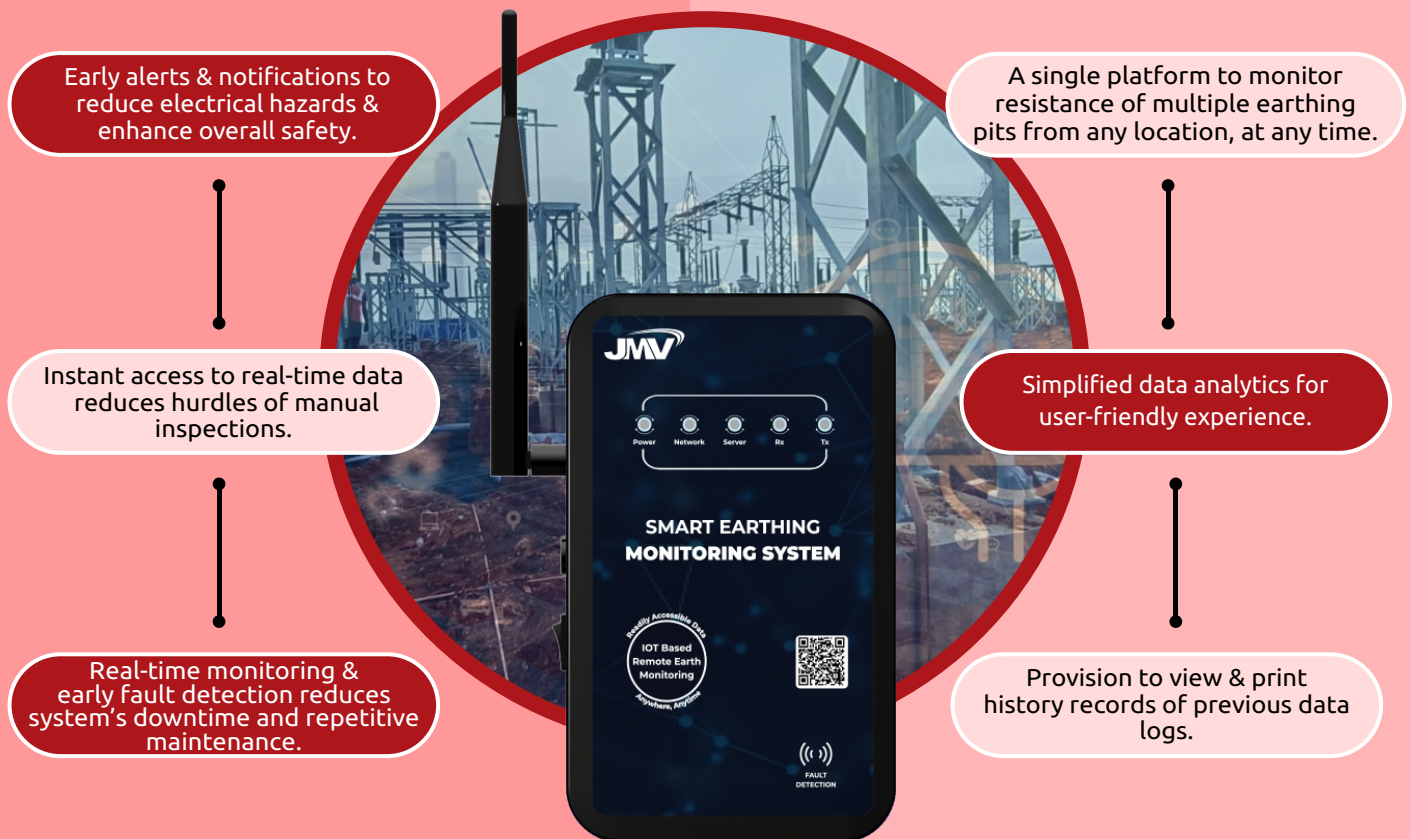 Early alerts & notifications to
reduce electrical hazards &
enhance overall safety.
Instant access to real-time data
reduces hurdles of manual
inspections.
Real-time monitoring &
early fault detection reduces
system's downtime and repetitive
maintenance.
JMV
Power Network Server Rx Tx
SMART EARTHING
MONITORING SYSTEM
Readily Accessible Data
IOT Based
Remote Earth
Monitoring
Anywhere, Anytime
FAULT
DETECTION
A single platform to monitor
resistance of multiple earthing
pits from any location, at any time.
Simplified data analytics for
user-friendly experience.
Provision to view & print
history records of previous data
logs.